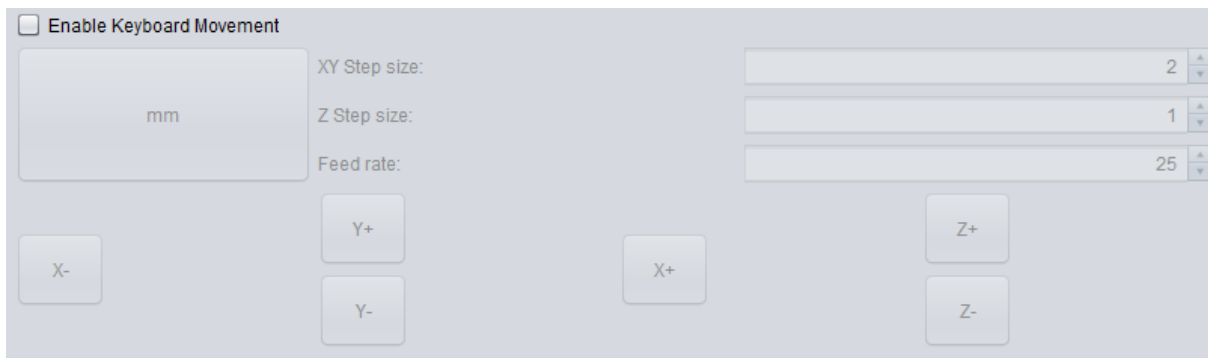 Enable Keyboard Movement
XY Step size: 2
mm
Z Step size: 1
Feed rate: 25
Y+
Z+
X-
X+
Y-
Z-